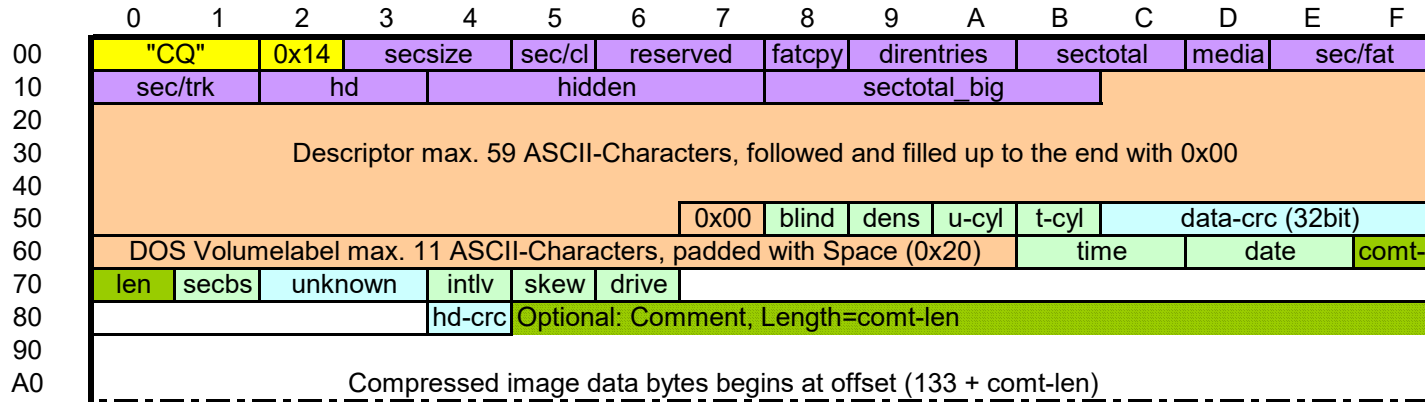 0 1 2 3 4 5 6 7 8 9 A B C D E F
00 "CQ" 0x14 secsize sec/cl reserved fatcpy direntries sectotal media sec/fat
10 sec/trk hd hidden sectotal_big
20
30 Descriptor max. 59 ASCII-Characters, followed and filled up to the end with 0x00
40
50 0x00 blind dens u-cyl t-cyl data-crc (32bit)
60 DOS Volumelabel max. 11 ASCII-Characters, padded with Space (0x20) time date comt-
70 len secbs unknown intlv skew drive
80 hd-crc Optional: Comment, Length=comt-len
90
A0 Compressed image data bytes begins at offset (133 + comt-len)